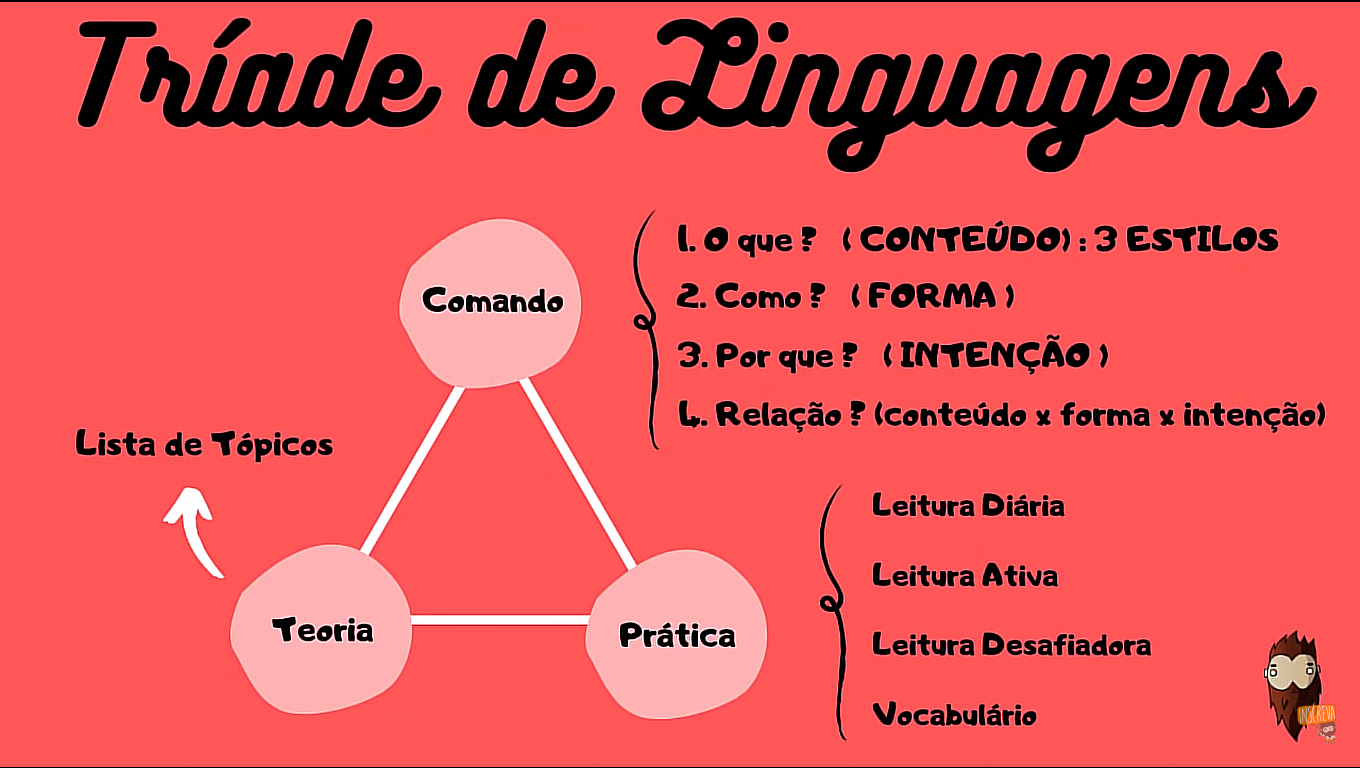 Tríade de Linguagens
Comando
1. O que ? ( CONTEÚDO) : 3 ESTILOS
2. Como ? ( FORMA )
3. Por que ? ( INTENÇÃO )
4. Relação ? (conteúdo x forma x intenção)
Lista de Tópicos
Teoria
Prática
Leitura Diária
Leitura Ativa
Leitura Desafiadora
Vocabulário
INSCREVA